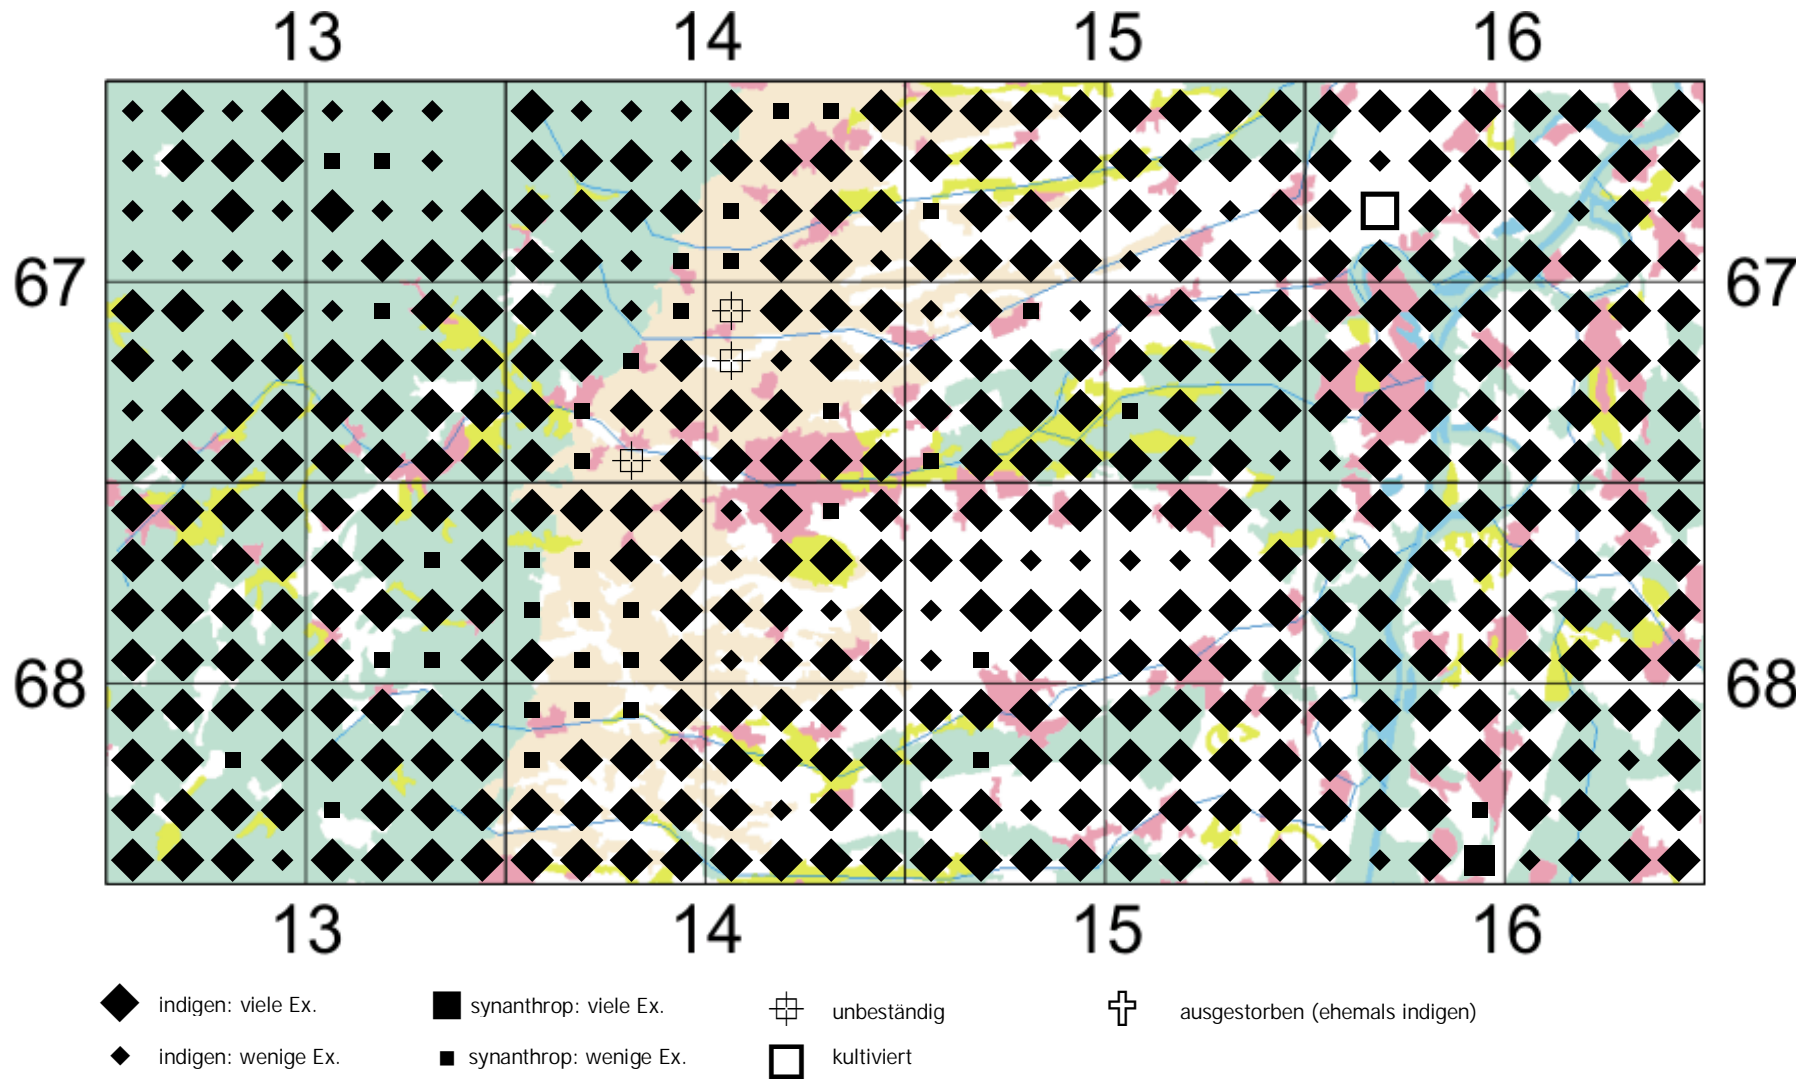 13 14 15 16
67 67
68 68
13 14 15 16
indigen: viele Ex. synanthrop: viele Ex. unbeständig ausgestorben (ehemals indigen)
indigen: wenige Ex. synanthrop: wenige Ex. kultiviert